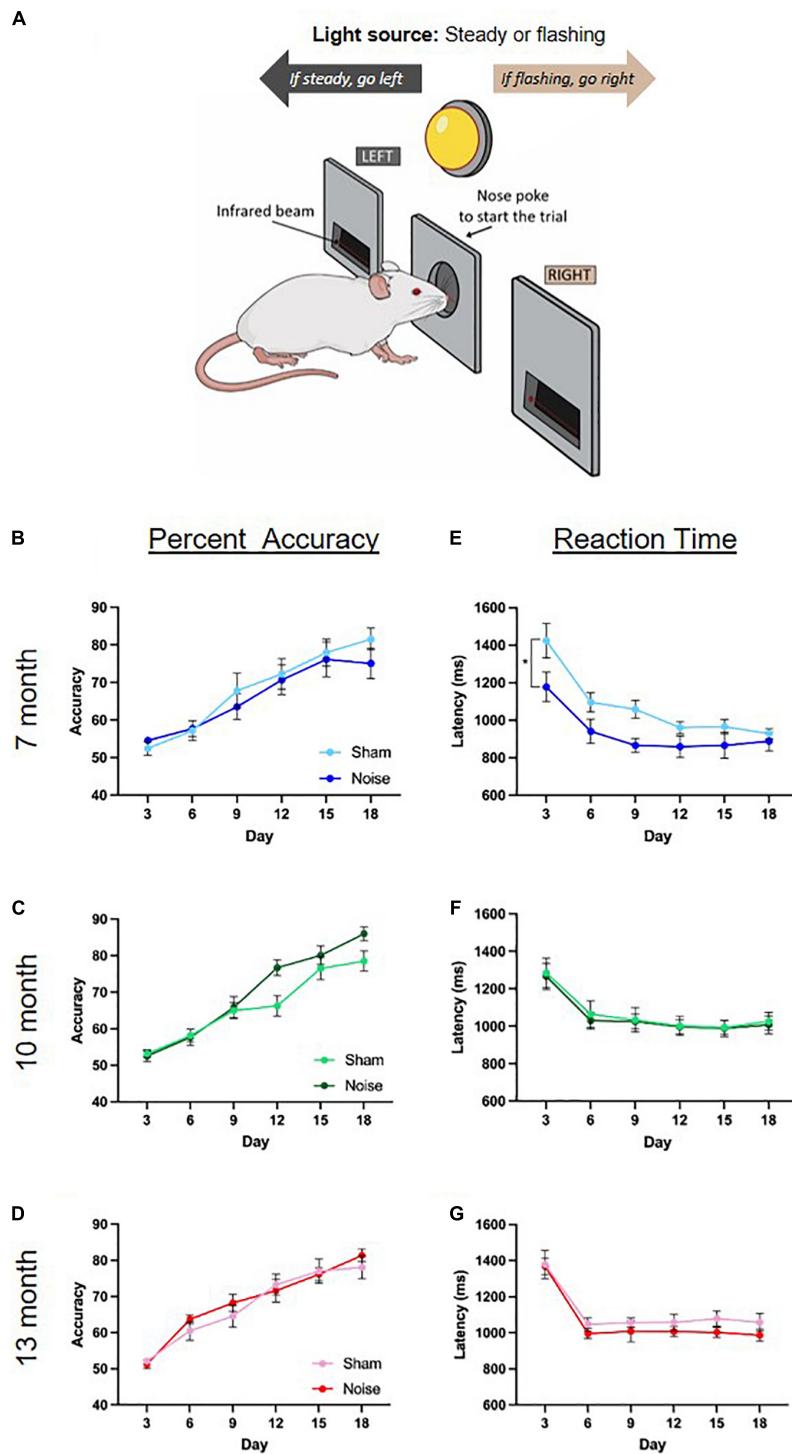 A
Light source: Steady or flashing
If steady, go left
If flashing, go right
LEFT
Infrared beam
Nose poke
to start the trial
RIGHT
Percent Accuracy
Reaction Time
7 month
B
Accuracy
90
80
70
60
50
40
3 6 9 12 15 18
Day
Sham
Noise
E
Latency (ms)
1600
1400
1200
1000
800
600
*
3 6 9 12 15 18
Day
10 month
C
Accuracy
90
80
70
60
50
40
3 6 9 12 15 18
Day
Sham
Noise
F
Latency (ms)
1600
1400
1200
1000
800
600
3 6 9 12 15 18
Day
13 month
D
Accuracy
90
80
70
60
50
40
3 6 9 12 15 18
Day
Sham
Noise
G
Latency (ms)
1600
1400
1200
1000
800
600
3 6 9 12 15 18
Day